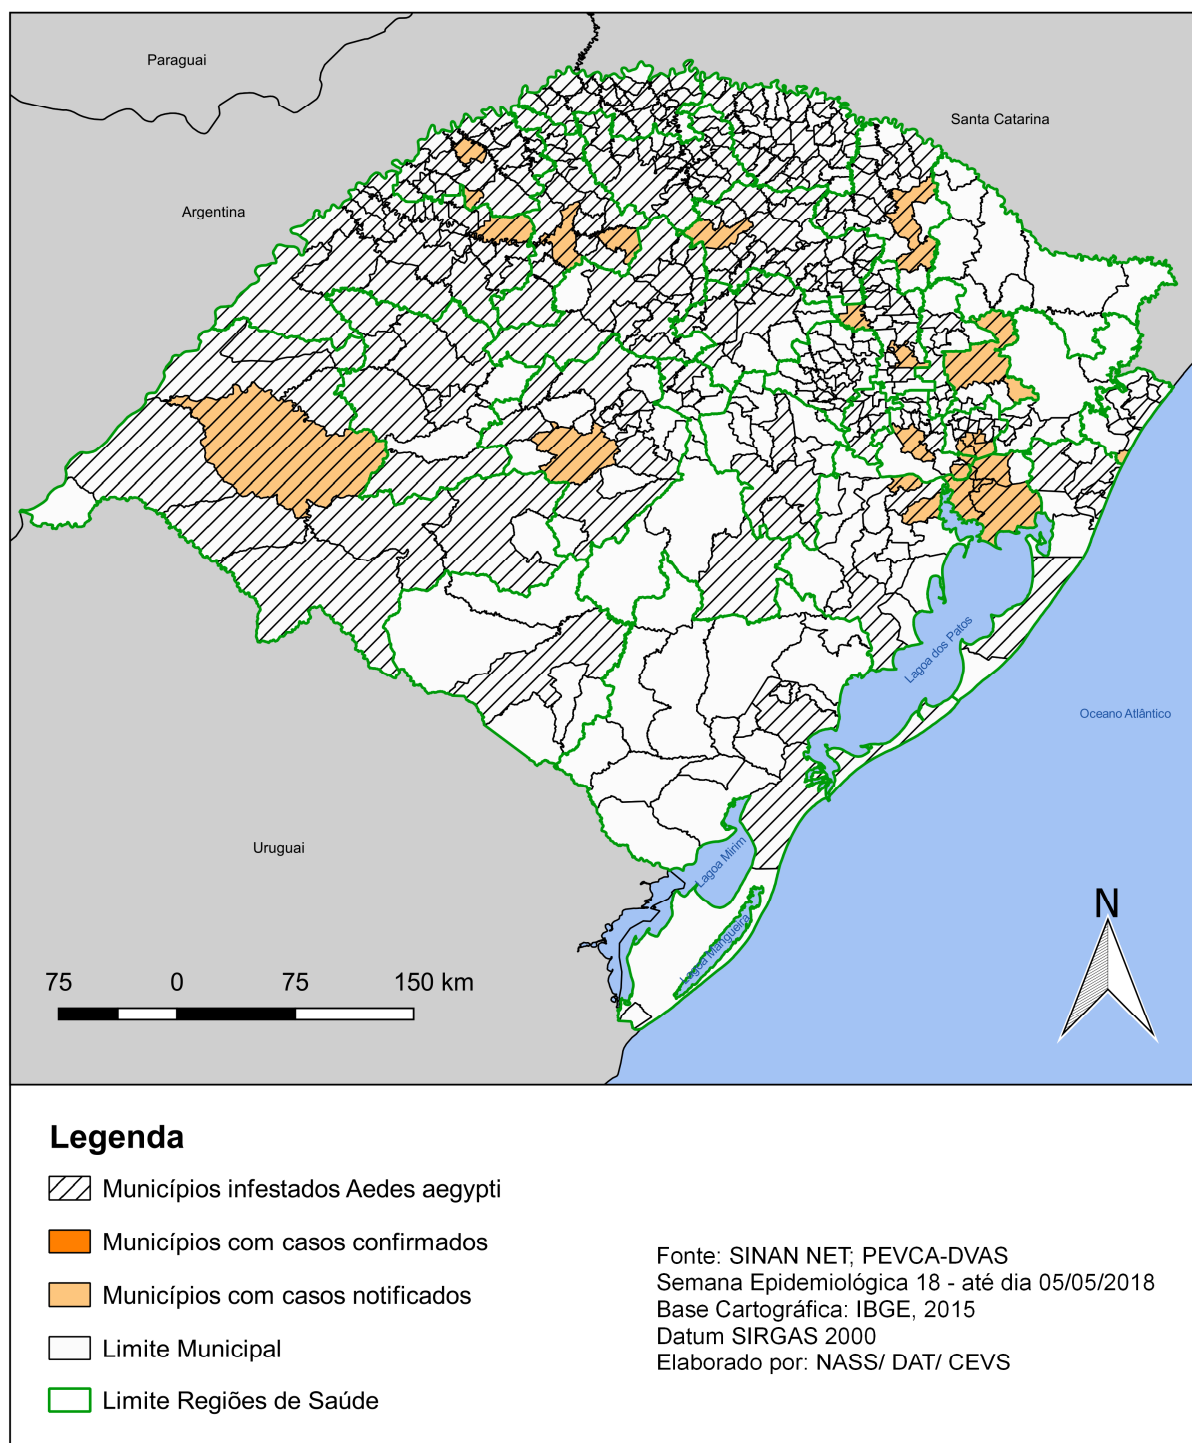 Paraguai
Santa Catarina
Argentina
Lagoa dos Patos
Oceano Atlântico
Uruguai
Lagoa Mirim
Lagoa Mangueira
N
75 0 75 150 km
Legenda
Municípios infestados Aedes aegypti
Municípios com casos confirmados
Municípios com casos notificados
Limite Municipal
Limite Regiões de Saúde
Fonte: SINAN NET; PEVCA-DVAS
Semana Epidemiológica 18 - até dia 05/05/2018
Base Cartográfica: IBGE, 2015
Datum SIRGAS 2000
Elaborado por: NASS/ DAT/ CEVS